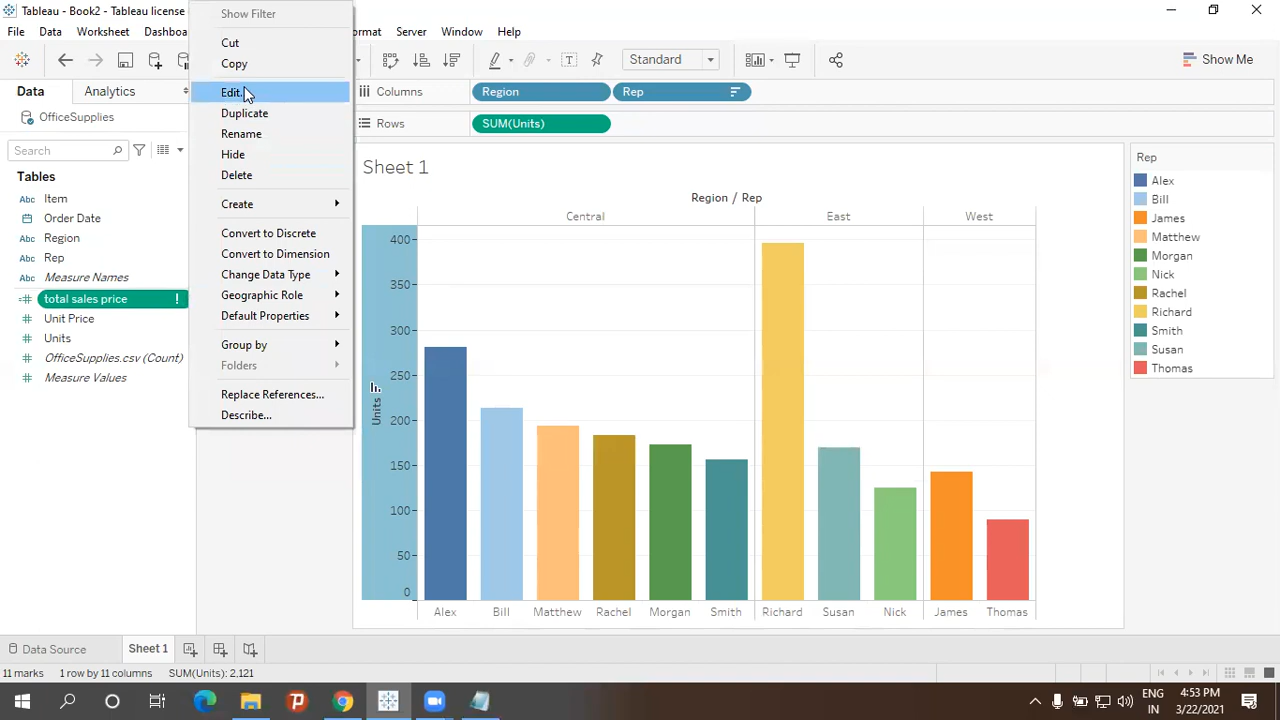 Tableau - Book2 - Tableau license
File
Data
Worksheet
Dashboa
ormat
Server
Window
Help
Standard
Show Me
Data
Analytics
OfficeSupplies
Search
Tables
Item
Order Date
Region
Rep
Measure Names
total sales price !
Unit Price
Units
OfficeSupplies.csv (Count)
Measure Values
Show Filter
Cut
Copy
Edit.
Duplicate
Rename
Hide
Delete
Create
Convert to Discrete
Convert to Dimension
Change Data Type
Geographic Role
Default Properties
Group by
Folders
Replace References...
Describe...
Columns
Region
Rep
Rows
SUM(Units)
Sheet 1
Region / Rep
Central
East
West
Units
400
350
300
250
200
150
100
50
0
Alex
Bill
Matthew
Rachel
Morgan
Smith
Richard
Susan
Nick
James
Thomas
Rep
Alex
Bill
James
Matthew
Morgan
Nick
Rachel
Richard
Smith
Susan
Thomas
Data Source
Sheet 1
11 marks
1 row by 11 columns
SUM(Units): 2,121
ENG
IN
4:53 PM
3/22/2021